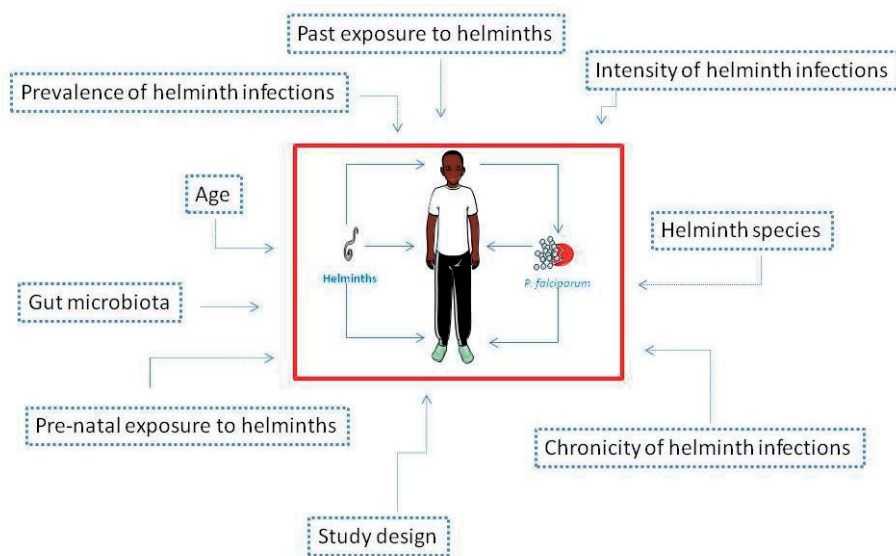 Past exposure to helminths
Intensity of helminth infections
Prevalence of helminth infections
Age
Helminth species
Helminths
P. falciparum
Gut microbiota
Pre-natal exposure to helminths
Chronicity of helminth infections
Study design